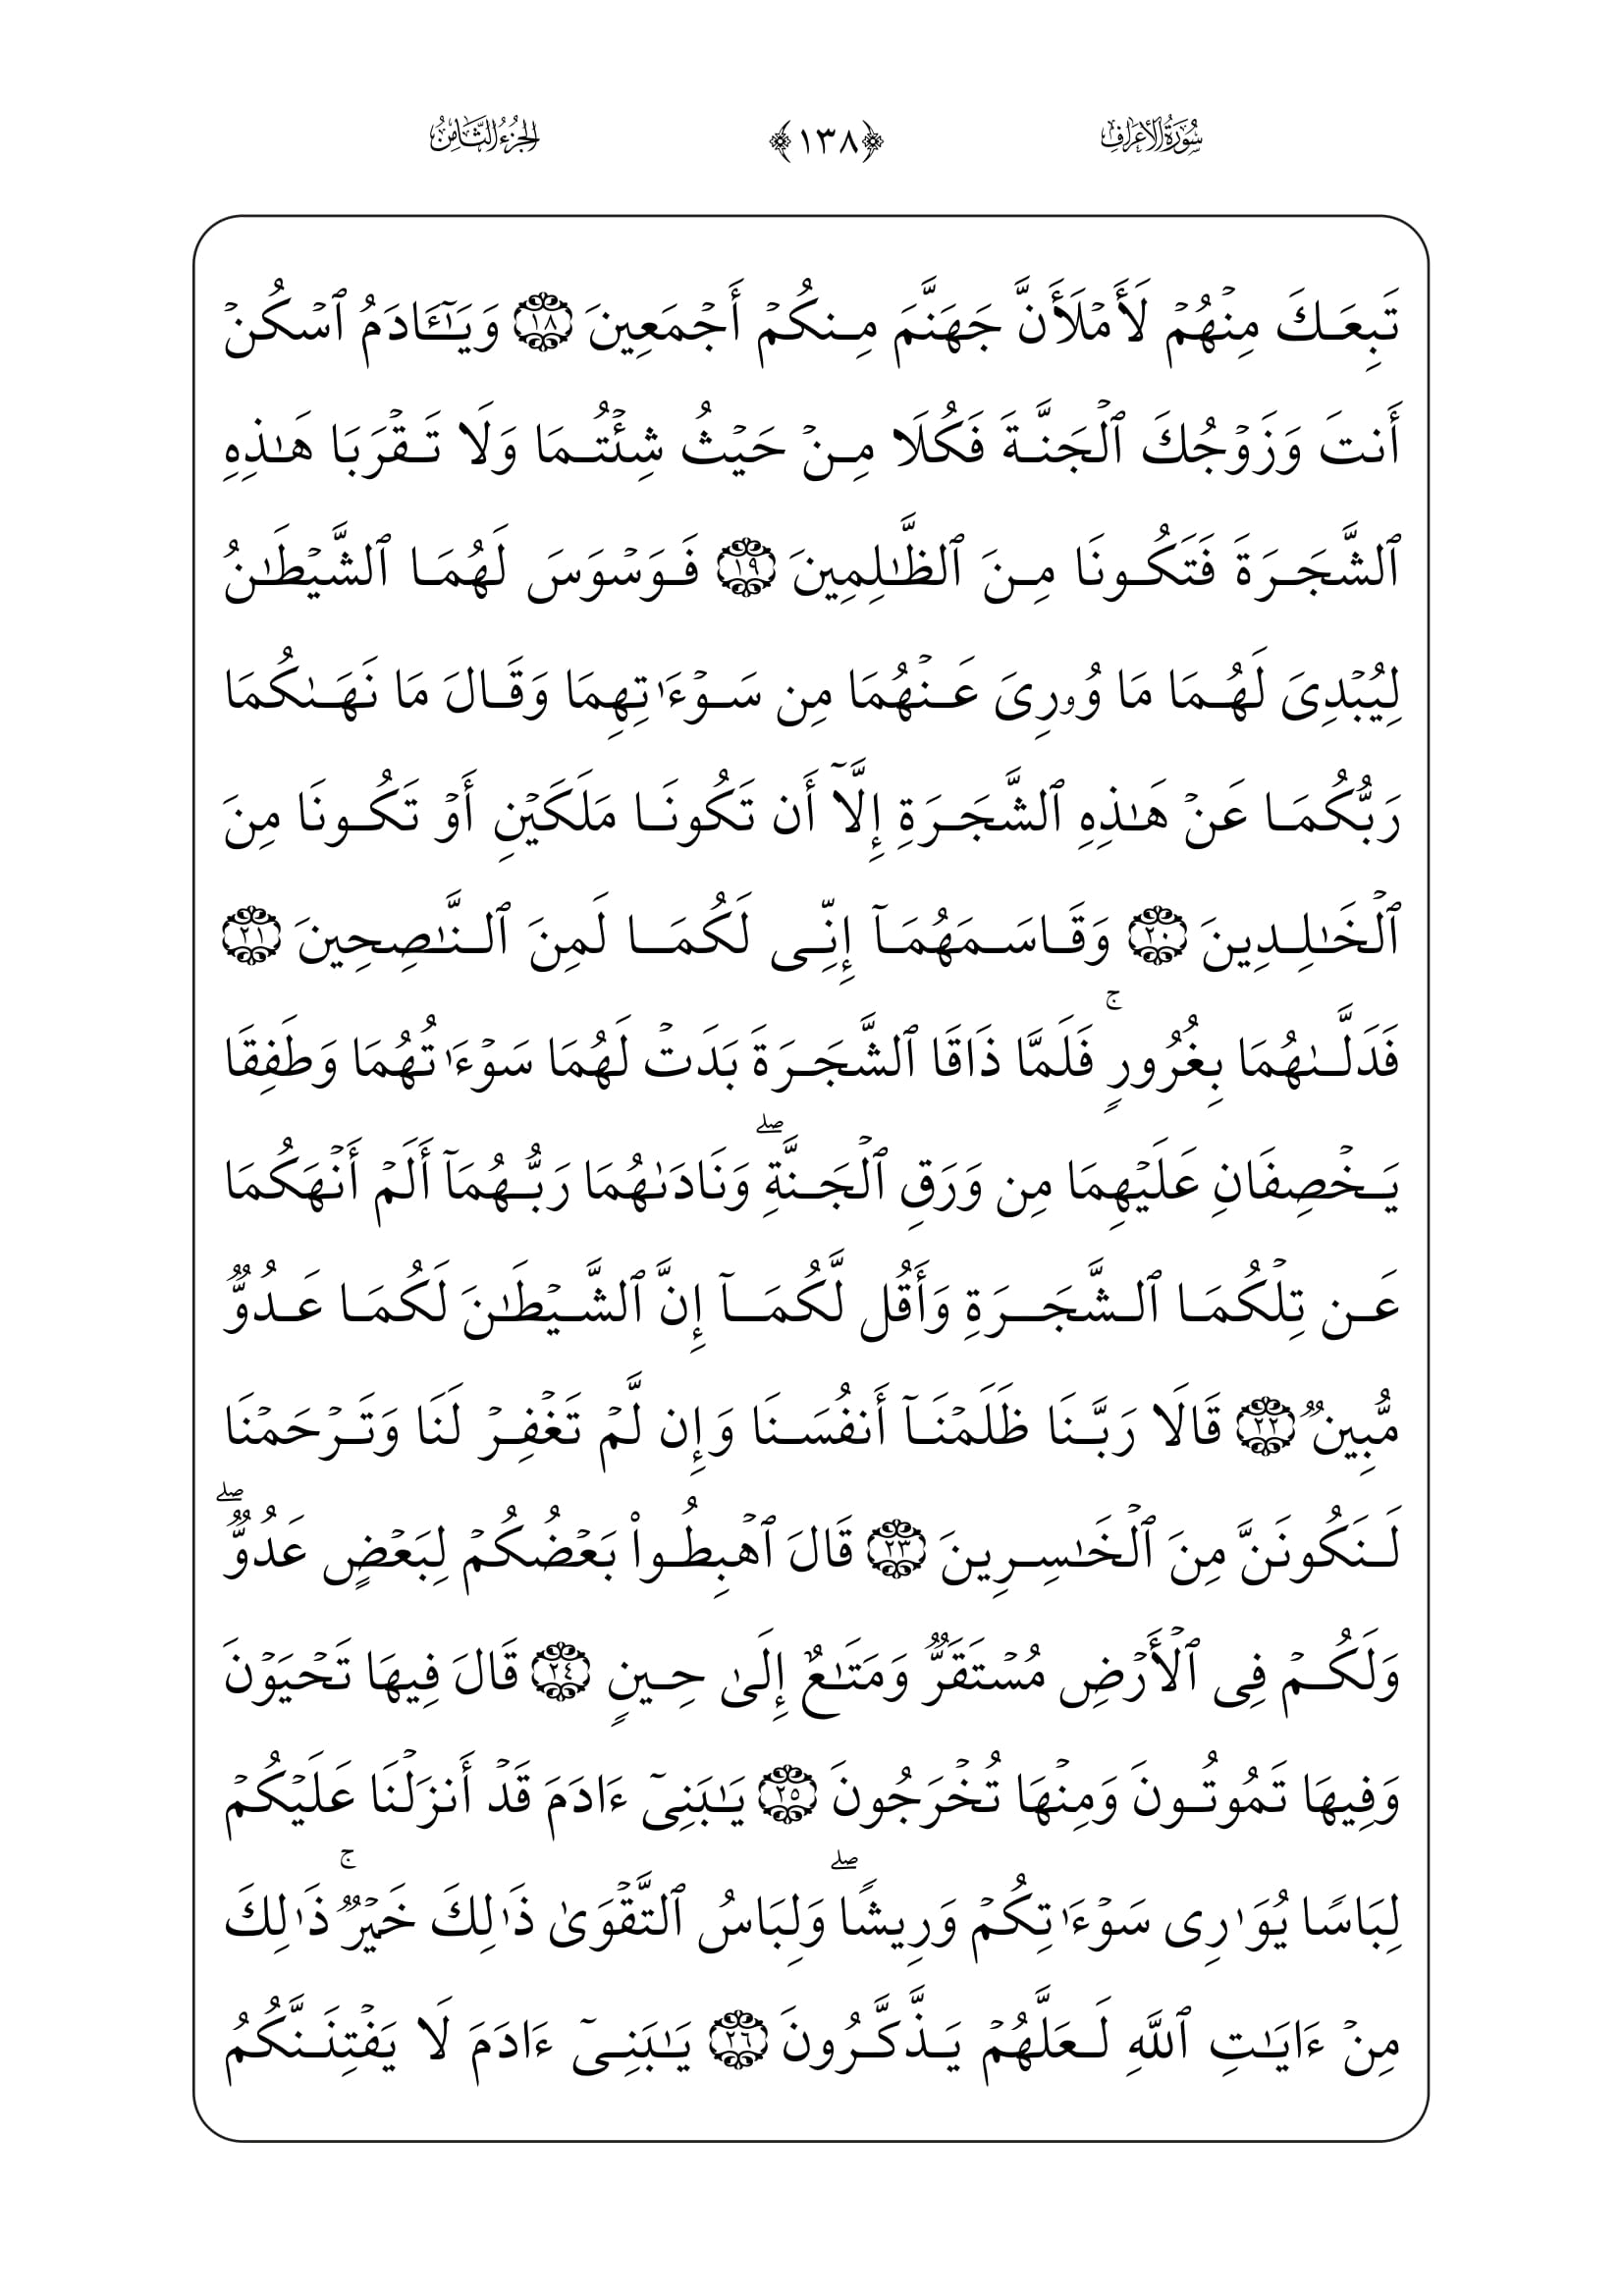 سُورَةُ الأَعْرَافِ ﴿١٣٨﴾ الجُزْءُ الثَّامِنُ
تَبِعَكَ مِنۡهُمۡ لَأَمۡلَأَنَّ جَهَنَّمَ مِنكُمۡ أَجۡمَعِينَ ١٨ وَيَـٰٓـَٔادَمُ ٱسۡكُنۡ
أَنتَ وَزَوۡجُكَ ٱلۡجَنَّةَ فَكُلَا مِنۡ حَيۡثُ شِئۡتُمَا وَلَا تَقۡرَبَا هَـٰذِهِ
ٱلشَّجَرَةَ فَتَكُونَا مِنَ ٱلظَّـٰلِمِينَ ١٩ فَوَسۡوَسَ لَهُمَا ٱلشَّيۡطَـٰنُ
لِيُبۡدِىَ لَهُمَا مَا وُۥرِىَ عَنۡهُمَا مِن سَوۡءَٰتِهِمَا وَقَالَ مَا نَهَىٰكُمَا
رَبُّكُمَا عَنۡ هَـٰذِهِ ٱلشَّجَرَةِ إِلَّآ أَن تَكُونَا مَلَكَيۡنِ أَوۡ تَكُونَا مِنَ
ٱلۡخَـٰلِدِينَ ٢٠ وَقَاسَمَهُمَآ إِنِّى لَكُمَا لَمِنَ ٱلنَّـٰصِحِينَ ٢١
فَدَلَّىٰهُمَا بِغُرُورٍۚ فَلَمَّا ذَاقَا ٱلشَّجَرَةَ بَدَتۡ لَهُمَا سَوۡءَٰتُهُمَا وَطَفِقَا
يَخۡصِفَانِ عَلَيۡهِمَا مِن وَرَقِ ٱلۡجَنَّةِۖ وَنَادَىٰهُمَا رَبُّهُمَآ أَلَمۡ أَنۡهَكُمَا
عَن تِلۡكُمَا ٱلشَّجَرَةِ وَأَقُل لَّكُمَآ إِنَّ ٱلشَّيۡطَـٰنَ لَكُمَا عَدُوࣱّ
مُّبِينࣱ ٢٢ قَالَا رَبَّنَا ظَلَمۡنَآ أَنفُسَنَا وَإِن لَّمۡ تَغۡفِرۡ لَنَا وَتَرۡحَمۡنَا
لَنَكُونَنَّ مِنَ ٱلۡخَـٰسِرِينَ ٢٣ قَالَ ٱهۡبِطُوا۟ بَعۡضُكُمۡ لِبَعۡضٍ عَدُوࣱّۖ
وَلَكُمۡ فِى ٱلۡأَرۡضِ مُسۡتَقَرࣱّ وَمَتَـٰعٌ إِلَىٰ حِينٍ ٢٤ قَالَ فِيهَا تَحۡيَوۡنَ
وَفِيهَا تَمُوتُونَ وَمِنۡهَا تُخۡرَجُونَ ٢٥ يَـٰبَنِىٓ ءَادَمَ قَدۡ أَنزَلۡنَا عَلَيۡكُمۡ
لِبَاسًا يُوَٰرِى سَوۡءَٰتِكُمۡ وَرِيشًاۖ وَلِبَاسُ ٱلتَّقۡوَىٰ ذَٰلِكَ خَيۡرࣱۚ ذَٰلِكَ
مِنۡ ءَايَـٰتِ ٱللَّهِ لَعَلَّهُمۡ يَذَّكَّرُونَ ٢٦ يَـٰبَنِىٓ ءَادَمَ لَا يَفۡتِنَنَّكُمُ